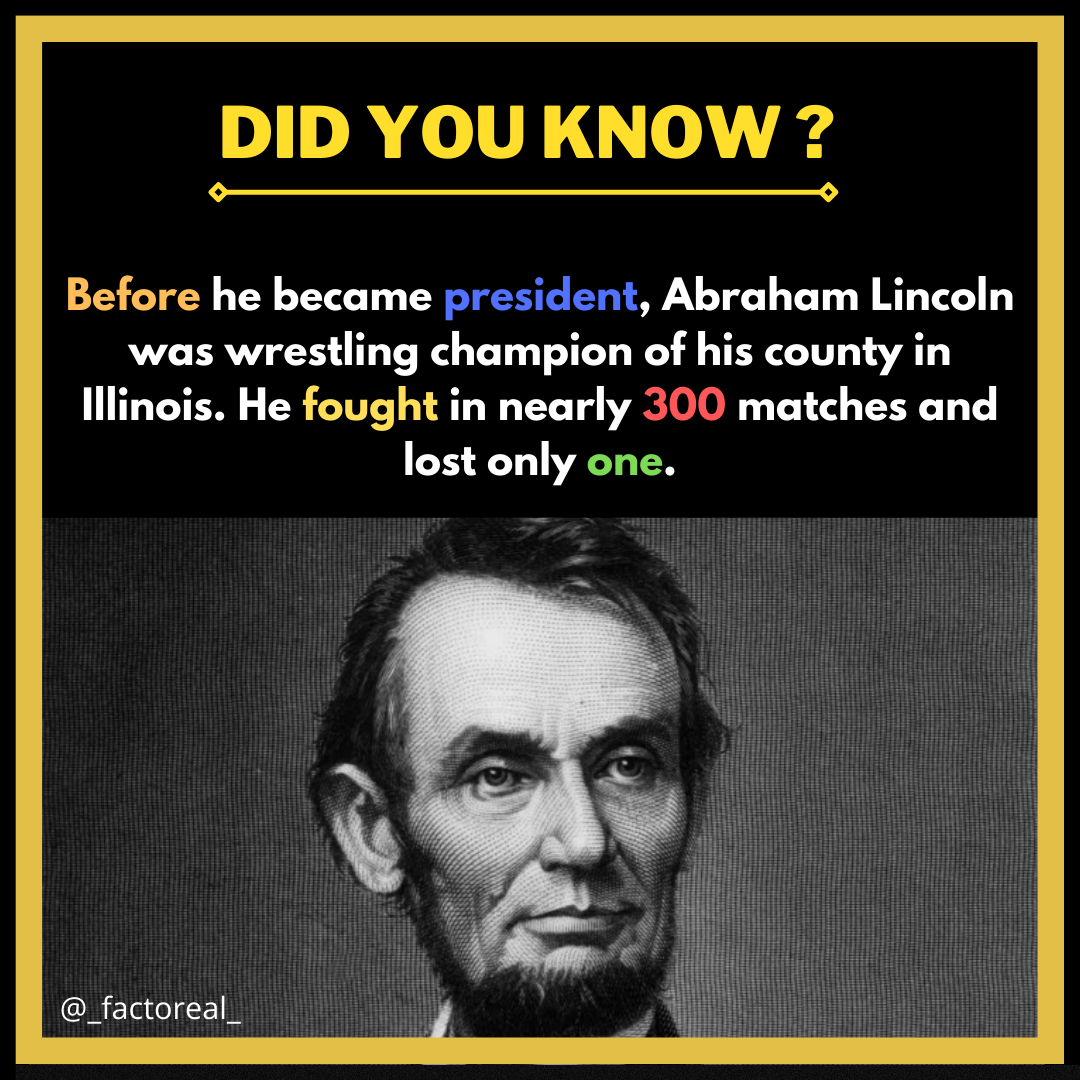 DID YOU KNOW ?
Before he became president, Abraham Lincoln
was wrestling champion of his county in
Illinois. He fought in nearly 300 matches and
lost only one.
@_factoreal_